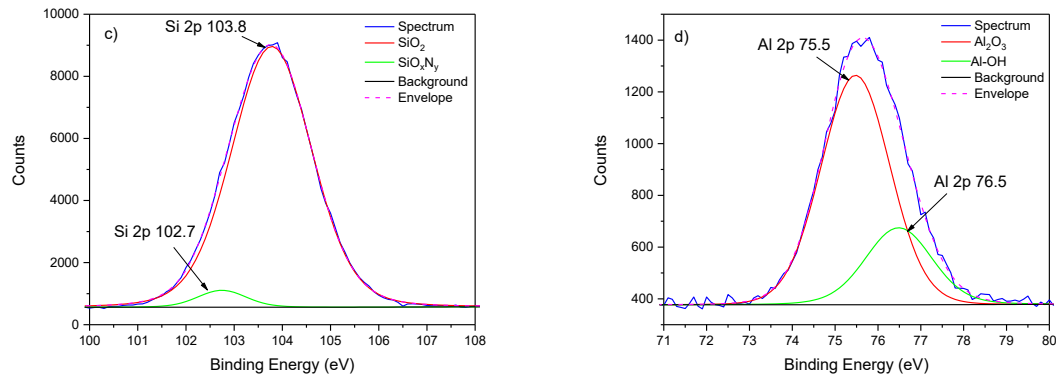 c)
Si 2p 103.8
Spectrum
SiO₂
SiOₓNᵧ
Background
Envelope
Si 2p 102.7
10000
8000
6000
4000
2000
0
Counts
100 101 102 103 104 105 106 107 108
Binding Energy (eV)
d)
Al 2p 75.5
Spectrum
Al₂O₃
Al-OH
Background
Envelope
Al 2p 76.5
1400
1200
1000
800
600
400
Counts
71 72 73 74 75 76 77 78 79 80
Binding Energy (eV)